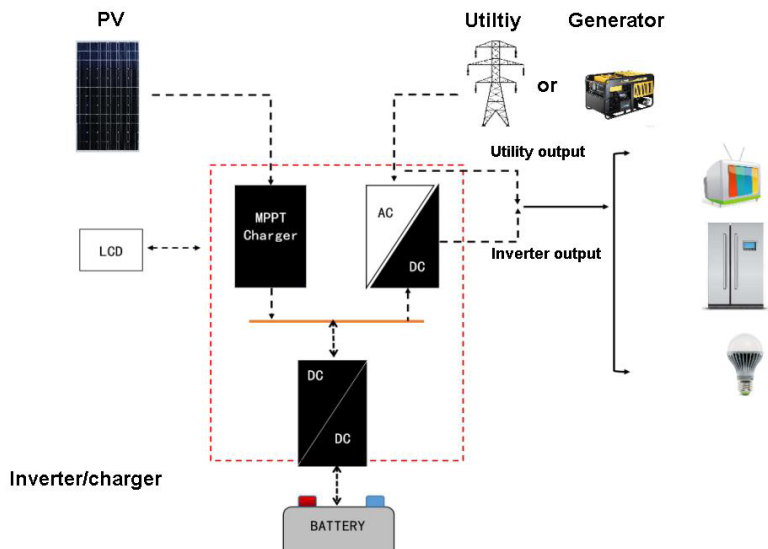 PV
Utiltiy
or
Generator
Utility output
MPPT
Charger
AC
DC
LCD
Inverter output
DC
DC
Inverter/charger
BATTERY